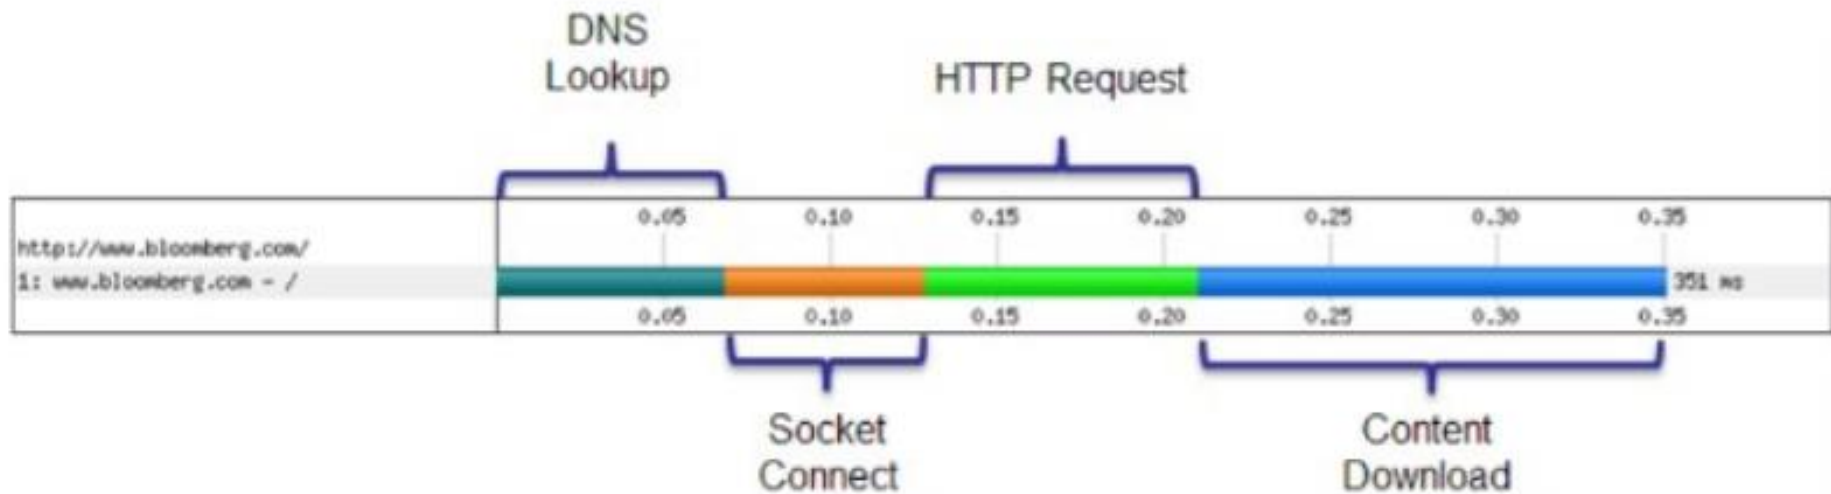 DNS
Lookup
HTTP Request
0.05 0.10 0.15 0.20 0.25 0.30 0.35
http://www.bloomberg.com/
1: www.bloomberg.com - /
351 ms
0.05 0.10 0.15 0.20 0.25 0.30 0.35
Socket
Connect
Content
Download